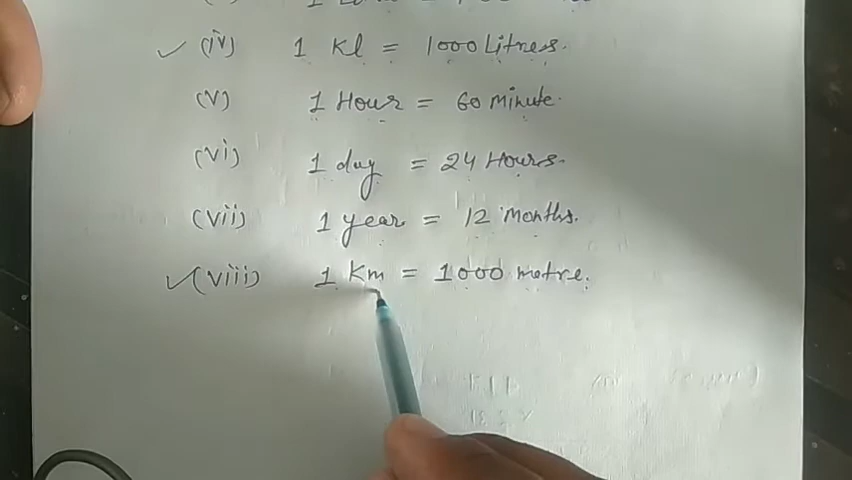 (iv) 1 Kl = 1000 Litres.
(v) 1 Hour = 60 minute.
(vi) 1 day = 24 Hours.
(vii) 1 year = 12 months.
(viii) 1 Km = 1000 metre.